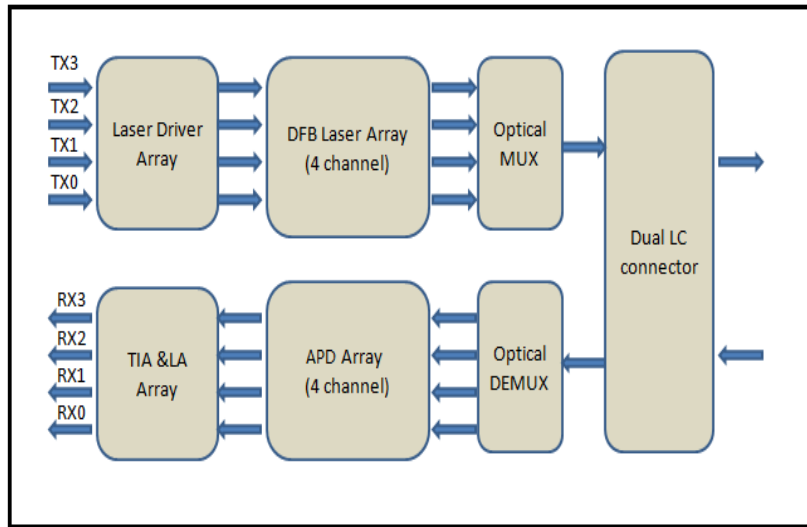 TX3
TX2
TX1
TX0
Laser Driver
Array
DFB Laser Array
(4 channel)
Optical
MUX
Dual LC
connector
RX3
RX2
RX1
RX0
TIA &LA
Array
APD Array
(4 channel)
Optical
DEMUX